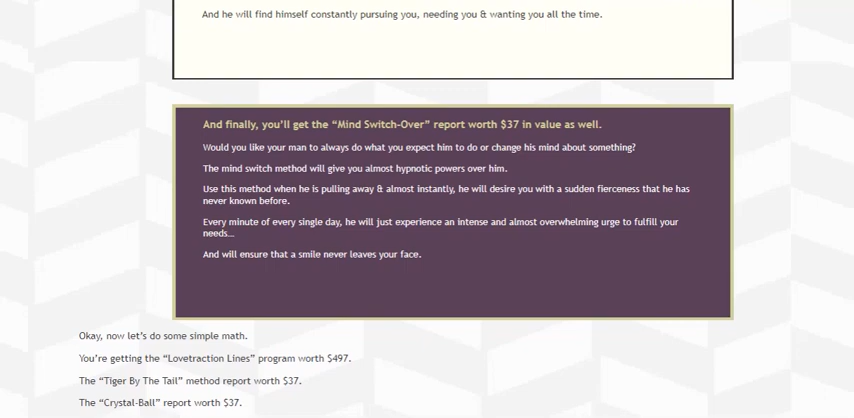 And he will find himself constantly pursuing you, needing you & wanting you all the time.
And finally, you’ll get the “Mind Switch-Over” report worth $37 in value as well.
Would you like your man to always do what you expect him to do or change his mind about something?
The mind switch method will give you almost hypnotic powers over him.
Use this method when he is pulling away & almost instantly, he will desire you with a sudden fierceness that he has
never known before.
Every minute of every single day, he will just experience an intense and almost overwhelming urge to fulfill your
needs…
And will ensure that a smile never leaves your face.
Okay, now let’s do some simple math.
You’re getting the “Lovetraction Lines” program worth $497.
The “Tiger By The Tail” method report worth $37.
The “Crystal-Ball” report worth $37.